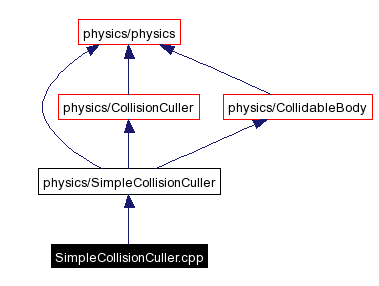 physics/physics
physics/CollisionCuller
physics/CollidableBody
physics/SimpleCollisionCuller
SimpleCollisionCuller.cpp